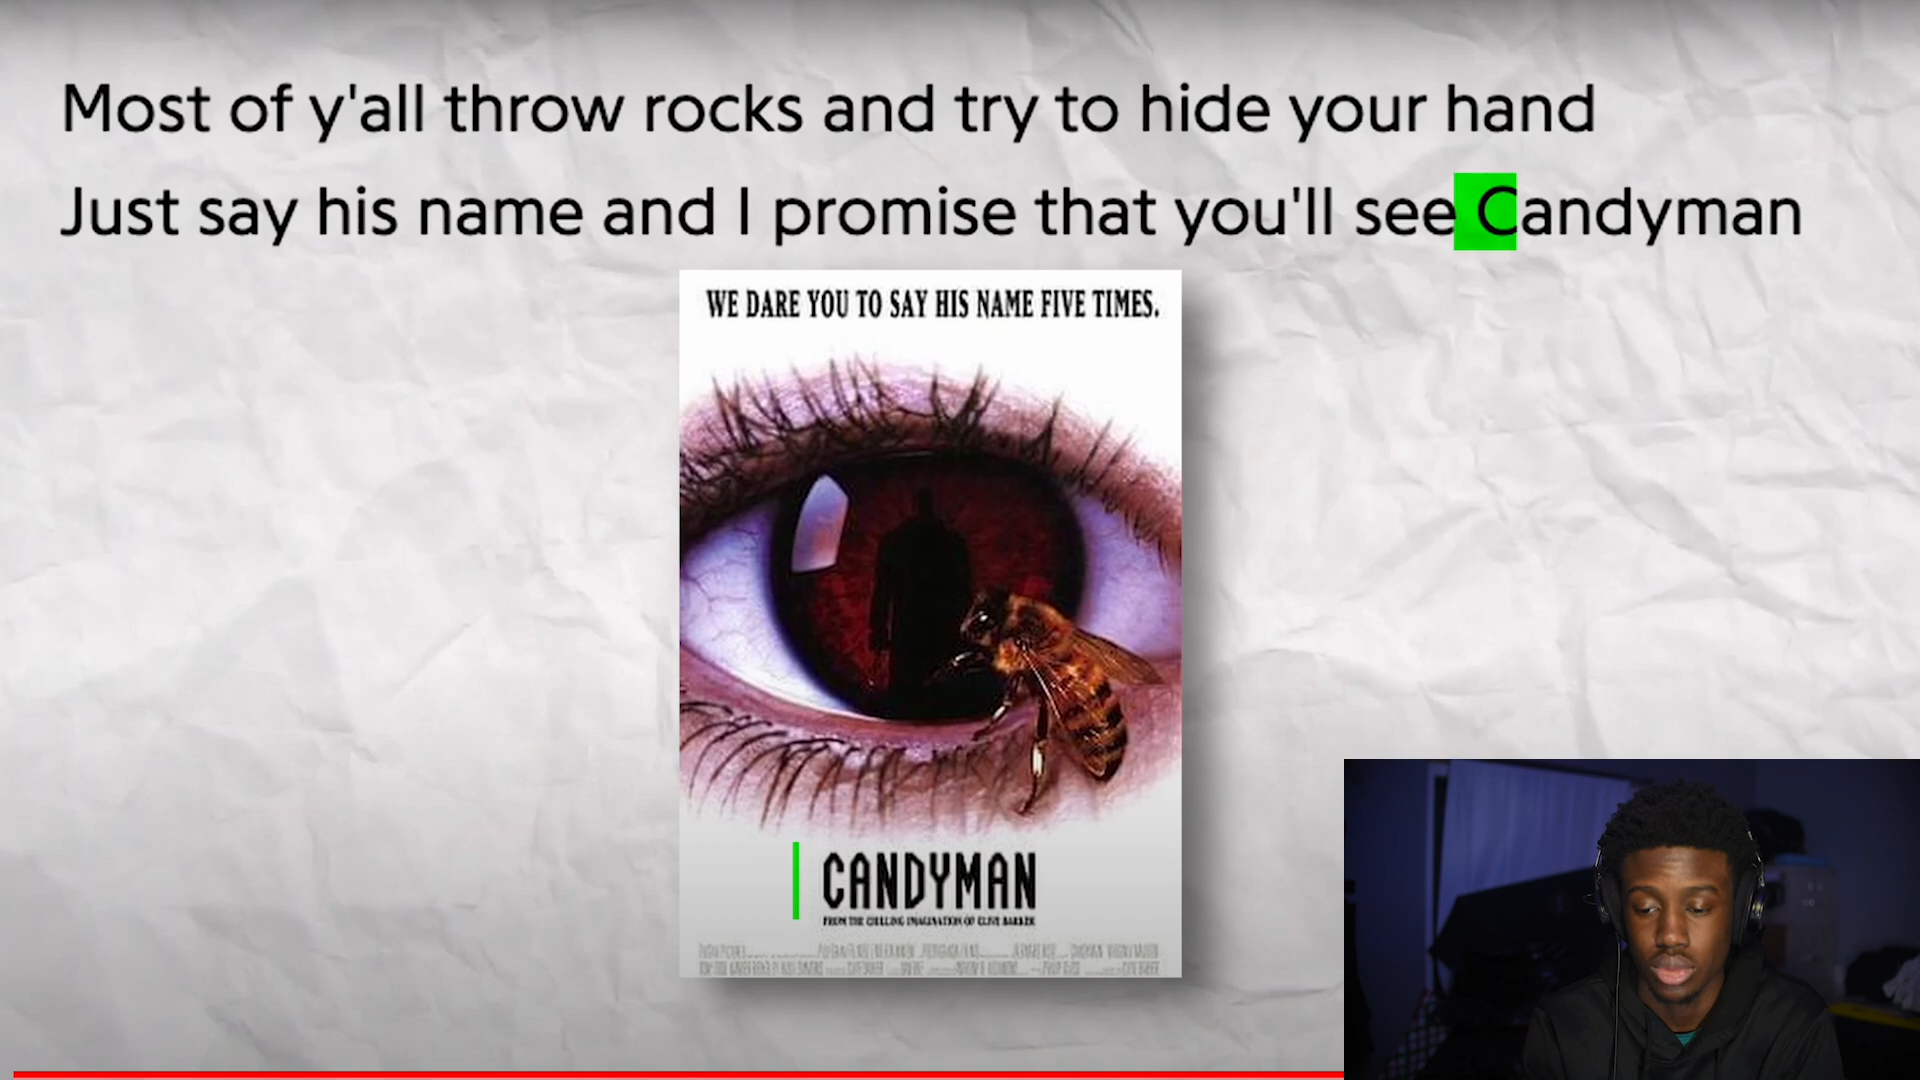 Most of y'all throw rocks and try to hide your hand
Just say his name and I promise that you'll see Candyman
WE DARE YOU TO SAY HIS NAME FIVE TIMES.
CANDYMAN
FROM THE CHILLING IMAGINATION OF CLIVE BARKER